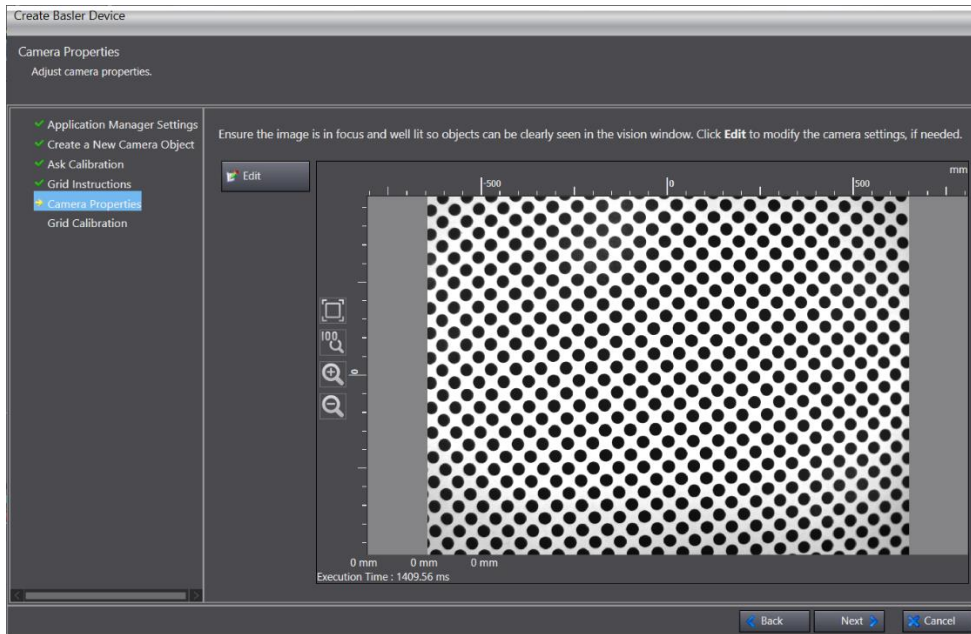 Create Basler Device
Camera Properties
Adjust camera properties.
Application Manager Settings
Create a New Camera Object
Ask Calibration
Grid Instructions
Camera Properties
Grid Calibration
Ensure the image is in focus and well lit so objects can be clearly seen in the vision window. Click Edit to modify the camera settings, if needed.
Edit
mm
-500 0 500
100
0
0 mm 0 mm 0 mm
Execution Time : 1409.56 ms
Back Next Cancel